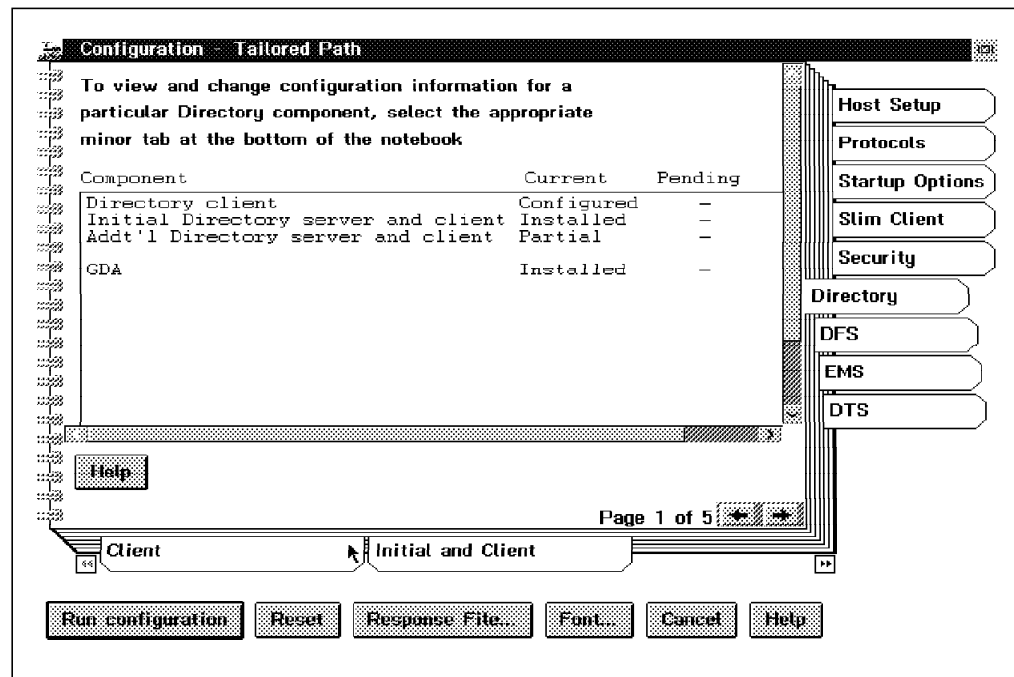 Configuration - Tailored Path
To view and change configuration information for a
particular Directory component, select the appropriate
minor tab at the bottom of the notebook
Component Current Pending
Directory client Configured –
Initial Directory server and client Installed –
Addt'l Directory server and client Partial –
GDA Installed –
Help
Page 1 of 5
Host Setup
Protocols
Startup Options
Slim Client
Security
Directory
DFS
EMS
DTS
Client
Initial and Client
Run configuration
Reset
Response File...
Font...
Cancel
Help